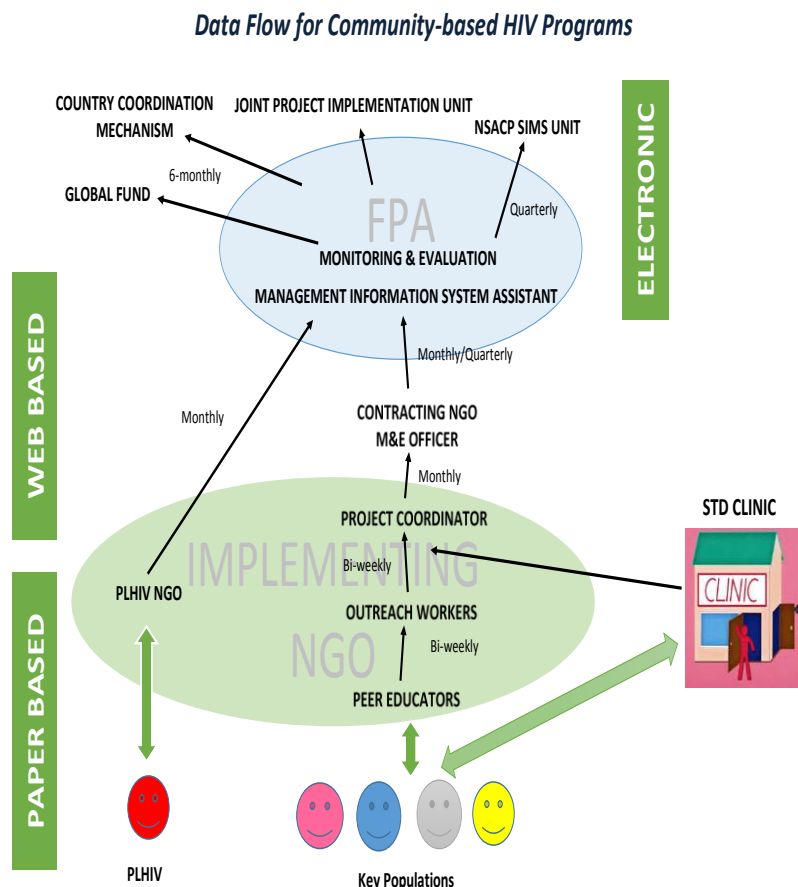 Data Flow for Community-based HIV Programs
COUNTRY COORDINATION
MECHANISM
JOINT PROJECT IMPLEMENTATION UNIT
NSACP SIMS UNIT
ELECTRONIC
6-monthly
GLOBAL FUND
Quarterly
FPA
MONITORING & EVALUATION
MANAGEMENT INFORMATION SYSTEM ASSISTANT
WEB BASED
Monthly/Quarterly
Monthly
CONTRACTING NGO
M&E OFFICER
Monthly
STD CLINIC
PROJECT COORDINATOR
IMPLEMENTING
Bi-weekly
CLINIC
PLHIV NGO
OUTREACH WORKERS
NGO
Bi-weekly
PEER EDUCATORS
PAPER BASED
PLHIV
Key Populations